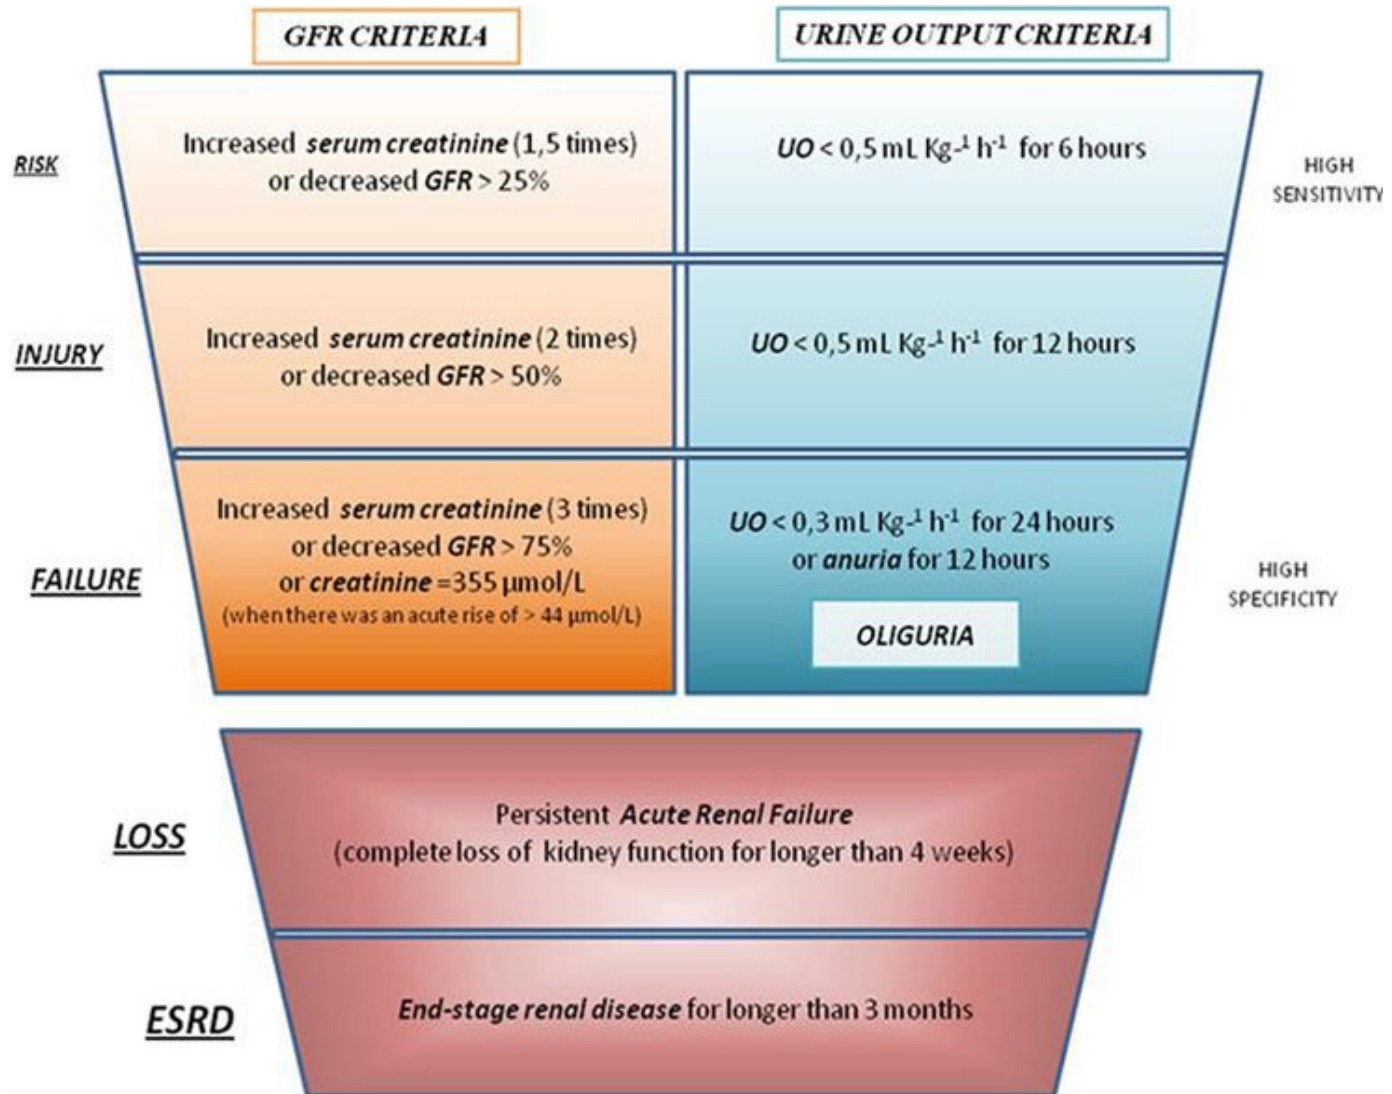 GFR CRITERIA
URINE OUTPUT CRITERIA
RISK
Increased serum creatinine (1,5 times)
or decreased GFR > 25%
UO < 0,5 mL Kg-¹ h-¹ for 6 hours
HIGH
SENSITIVITY
INJURY
Increased serum creatinine (2 times)
or decreased GFR > 50%
UO < 0,5 mL Kg-¹ h-¹ for 12 hours
FAILURE
Increased serum creatinine (3 times)
or decreased GFR > 75%
or creatinine =355 µmol/L
(when there was an acute rise of > 44 µmol/L)
UO < 0,3 mL Kg-¹ h-¹ for 24 hours
or anuria for 12 hours
OLIGURIA
HIGH
SPECIFICITY
LOSS
Persistent Acute Renal Failure
(complete loss of kidney function for longer than 4 weeks)
ESRD
End-stage renal disease for longer than 3 months